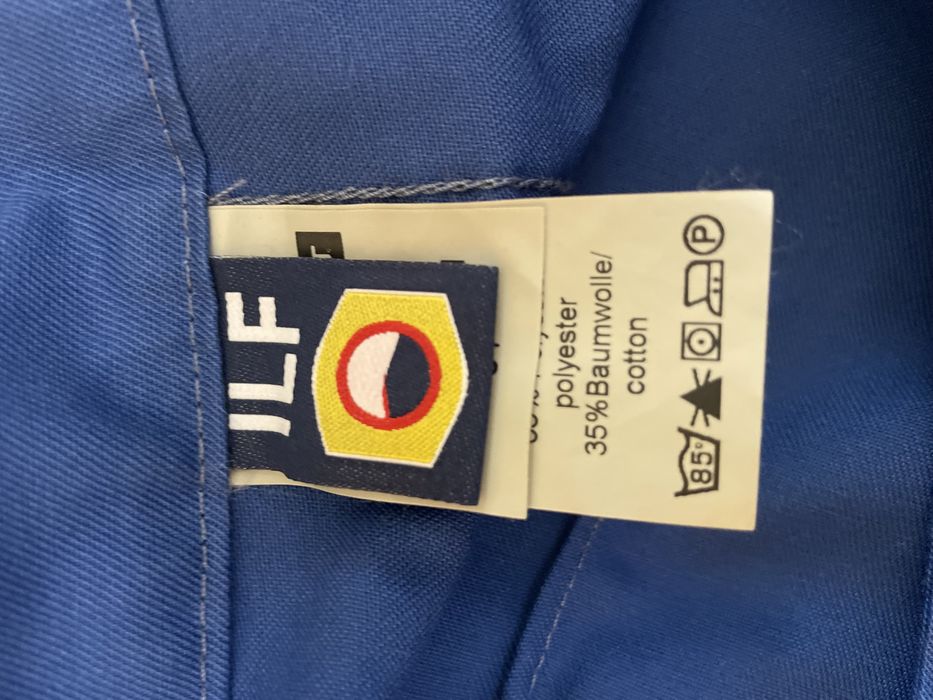 ILF
polyester
35%Baumwolle/
cotton
85°
P